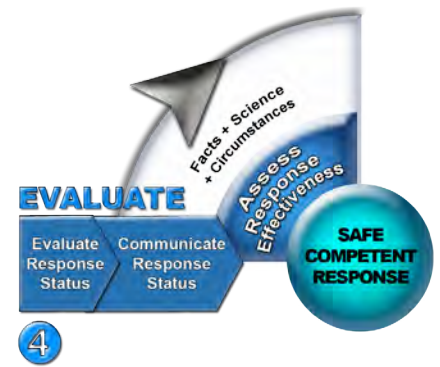 Facts + Science
+ Circumstances
Assess
Response
Effectiveness
EVALUATE
Evaluate
Response
Status
Communicate
Response
Status
SAFE
COMPETENT
RESPONSE
4